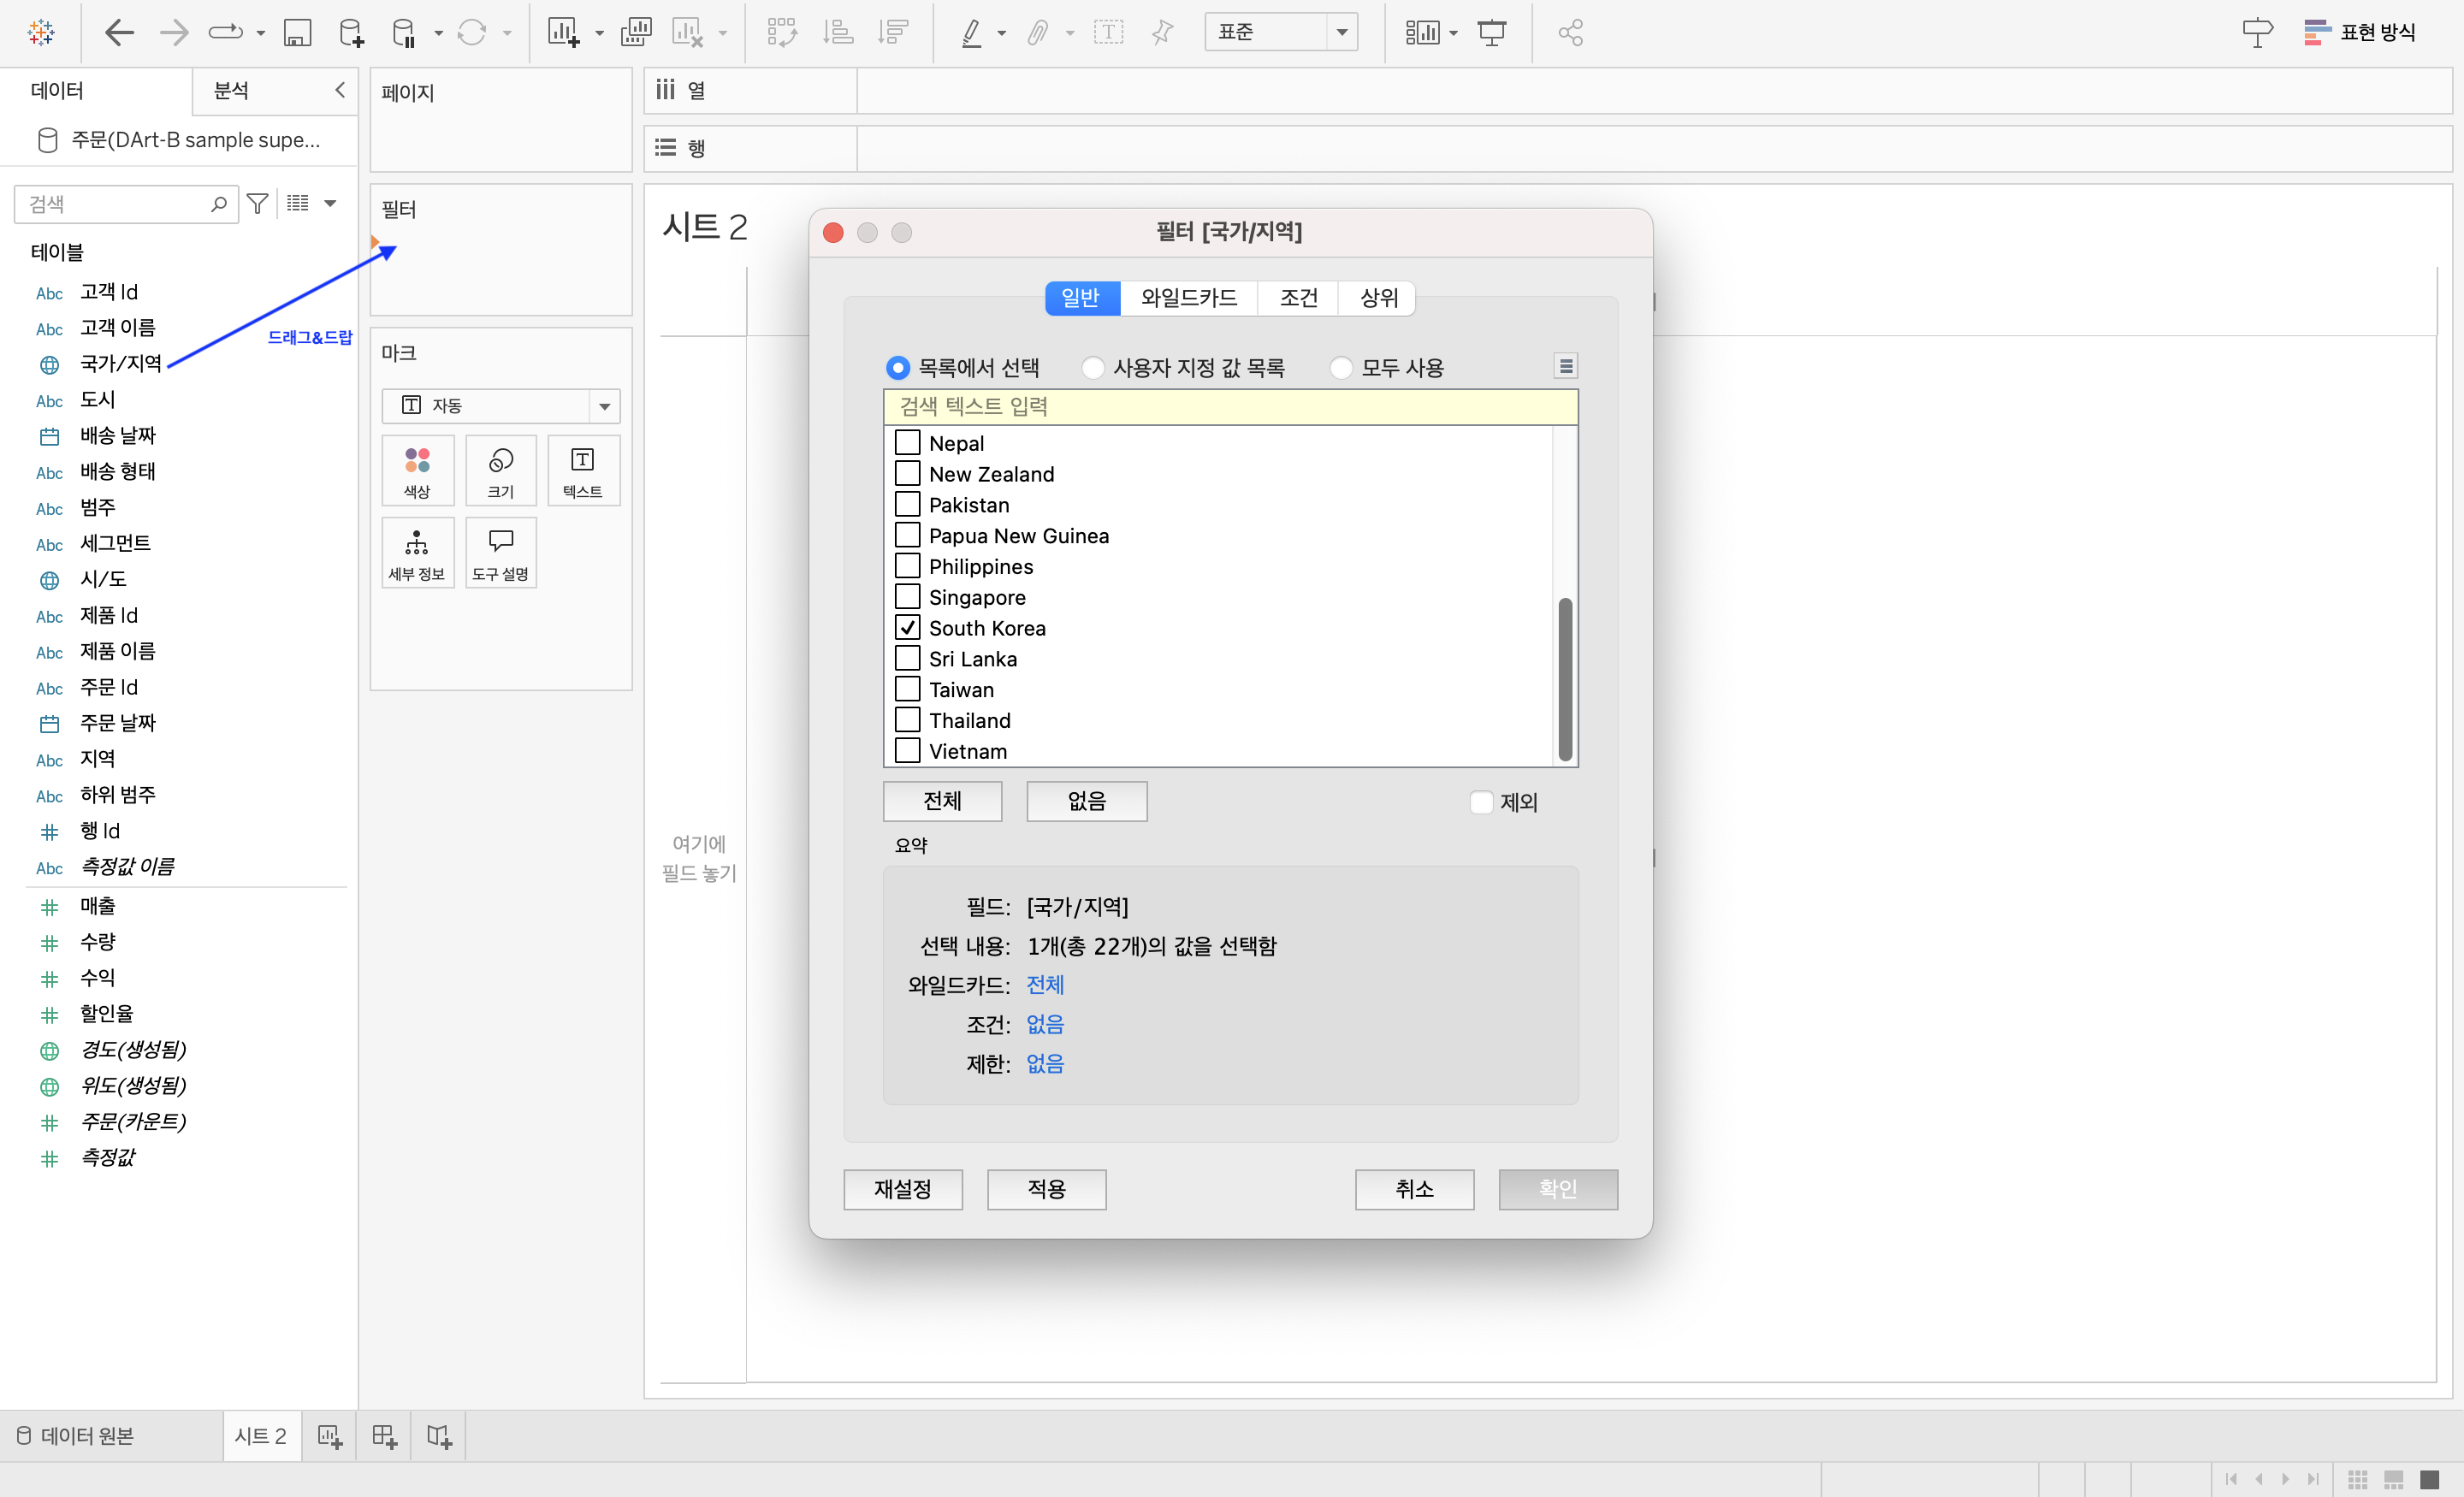 표준
표현 방식
데이터
분석
주문(DArt-B sample supe...
검색
테이블
Abc 고객 Id
Abc 고객 이름
국가/지역
Abc 도시
배송 날짜
Abc 배송 형태
Abc 범주
Abc 세그먼트
시/도
Abc 제품 Id
Abc 제품 이름
Abc 주문 Id
주문 날짜
Abc 지역
Abc 하위 범주
행 Id
Abc 측정값 이름
매출
수량
수익
할인율
경도(생성됨)
위도(생성됨)
주문(카운트)
측정값
드래그&드랍
페이지
필터
마크
자동
색상
크기
텍스트
세부 정보
도구 설명
열
행
시트 2
여기에
필드 놓기
필터 [국가/지역]
일반
와일드카드
조건
상위
목록에서 선택
사용자 지정 값 목록
모두 사용
검색 텍스트 입력
Nepal
New Zealand
Pakistan
Papua New Guinea
Philippines
Singapore
South Korea
Sri Lanka
Taiwan
Thailand
Vietnam
전체
없음
제외
요약
필드: [국가/지역]
선택 내용: 1개(총 22개)의 값을 선택함
와일드카드: 전체
조건: 없음
제한: 없음
재설정
적용
취소
확인
데이터 원본
시트 2